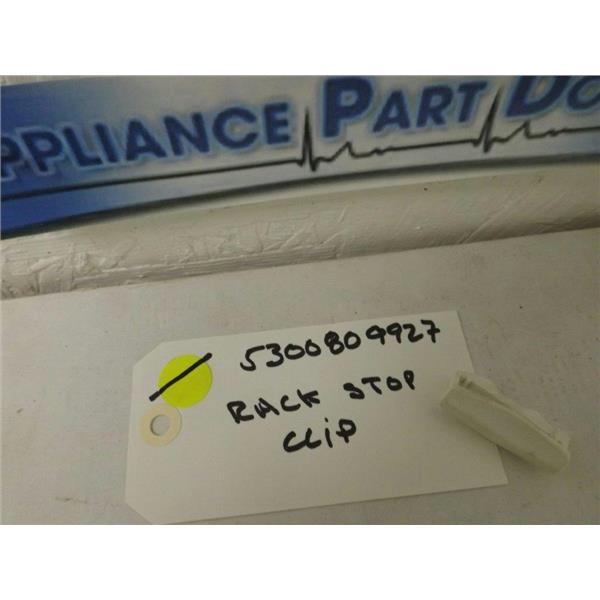 PPLIANCE PART DO
5300809927
RACK STOP
CLIP